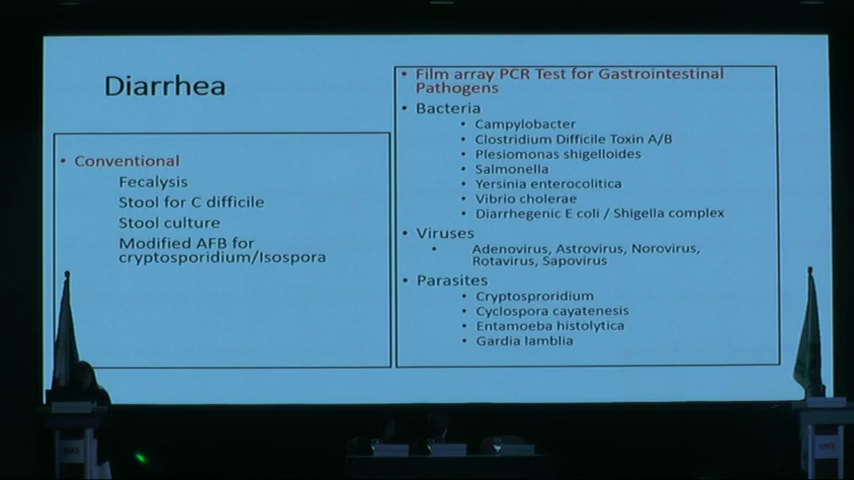 Diarrhea
• Conventional
Fecalysis
Stool for C difficile
Stool culture
Modified AFB for
cryptosporidium/Isospora
• Film array PCR Test for Gastrointestinal
Pathogens
• Bacteria
• Campylobacter
• Clostridium Difficile Toxin A/B
• Plesiomonas shigelloides
• Salmonella
• Yersinia enterocolitica
• Vibrio cholerae
• Diarrhegenic E coli / Shigella complex
• Viruses
• Adenovirus, Astrovirus, Norovirus,
Rotavirus, Sapovirus
• Parasites
• Cryptosproridium
• Cyclospora cayatenesis
• Entamoeba histolytica
• Gardia lamblia